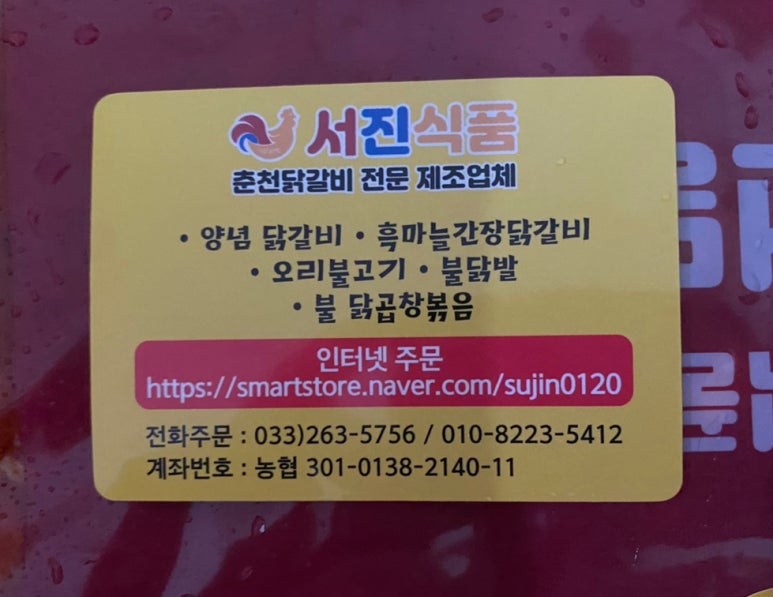 서진식품
춘천닭갈비 전문 제조업체
• 양념 닭갈비 • 흑마늘간장닭갈비
• 오리불고기 • 불닭발
• 불 닭곱창볶음
인터넷 주문
https://smartstore.naver.com/sujin0120
전화주문 : 033)263-5756 / 010-8223-5412
계좌번호 : 농협 301-0138-2140-11